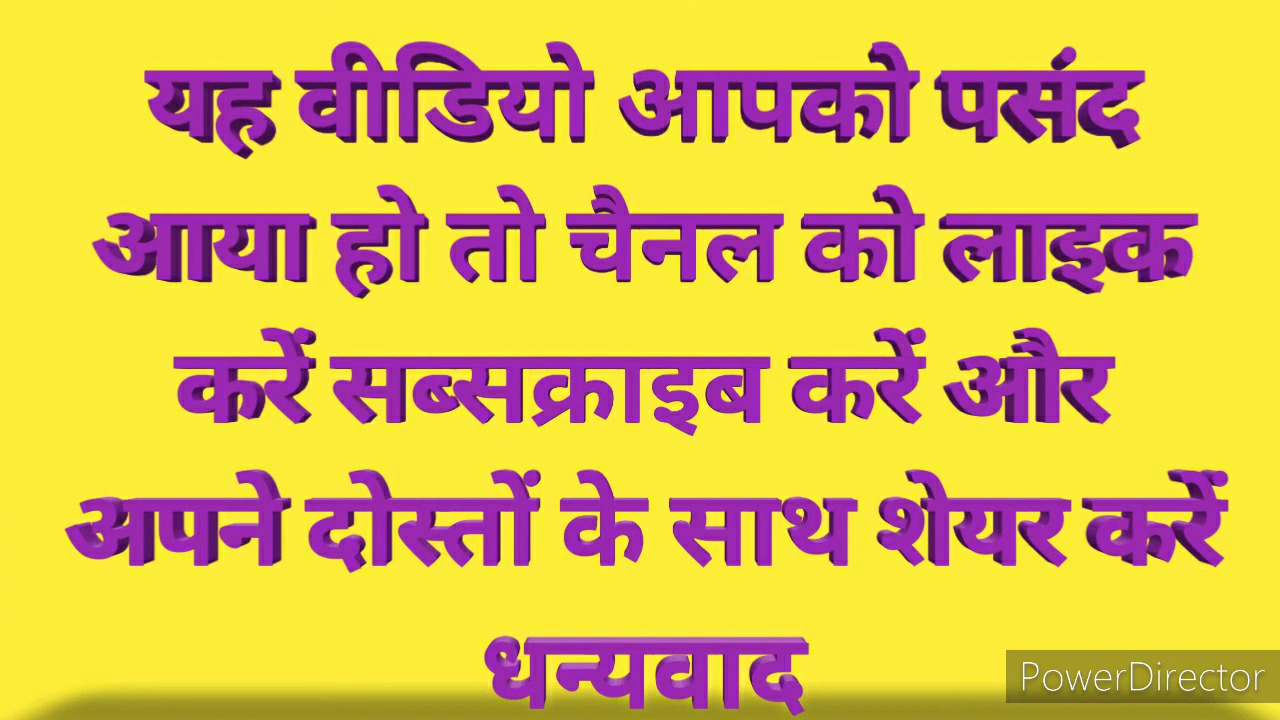 यह वीडियो आपको पसंद
आया हो तो चैनल को लाइक
करें सब्सक्राइब करें और
अपने दोस्तों के साथ शेयर करें
धन्यवाद
PowerDirector